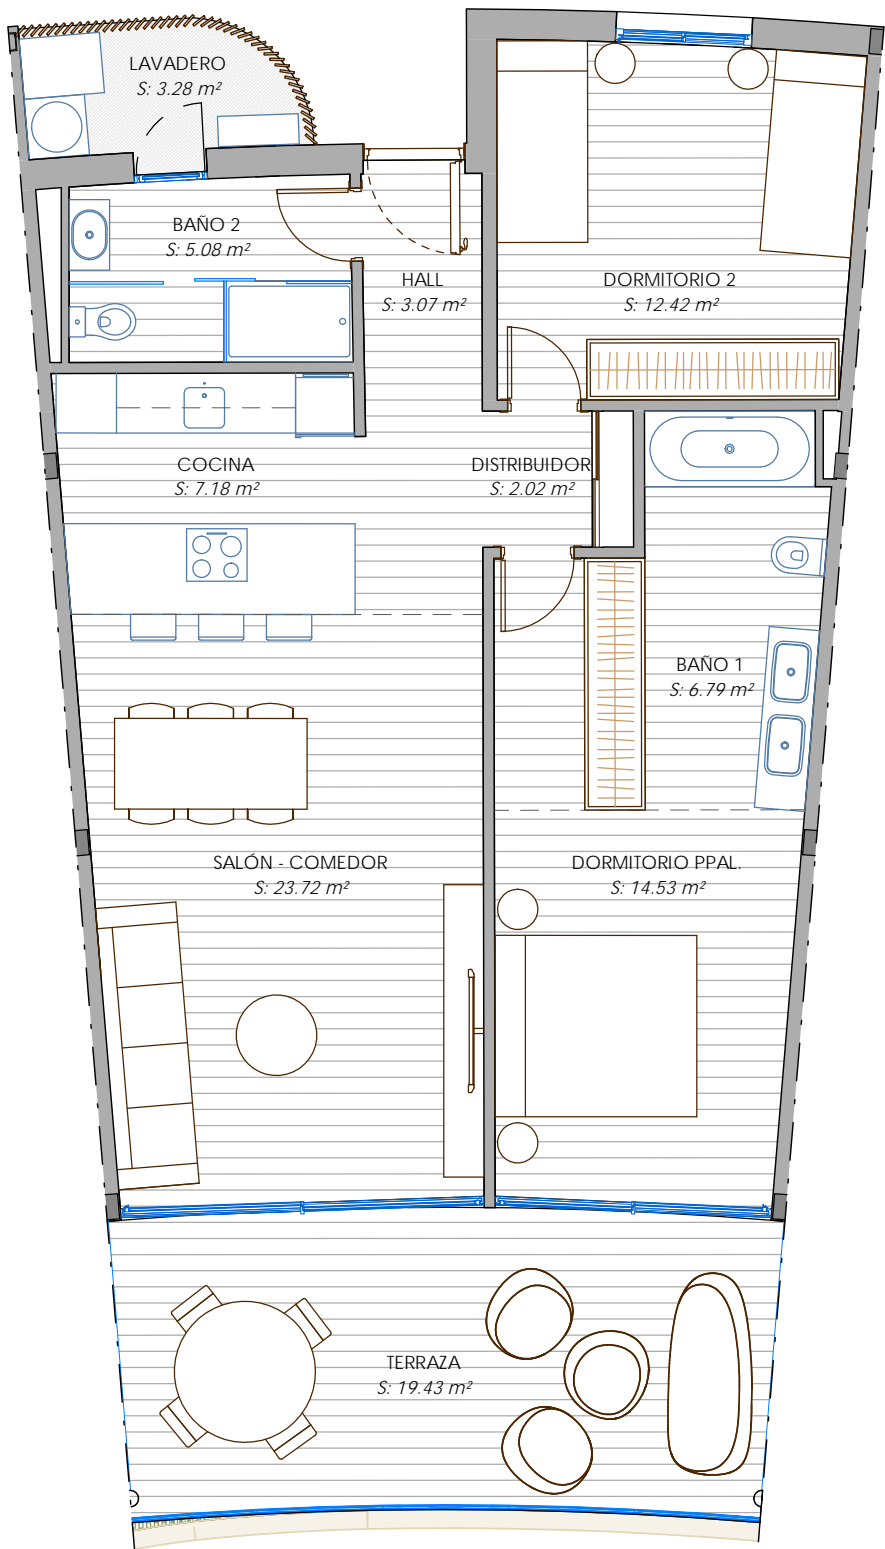 LAVADERO
S: 3.28 m²
BAÑO 2
S: 5.08 m²
HALL
S: 3.07 m²
DORMITORIO 2
S: 12.42 m²
COCINA
S: 7.18 m²
DISTRIBUIDOR
S: 2.02 m²
BAÑO 1
S: 6.79 m²
SALÓN - COMEDOR
S: 23.72 m²
DORMITORIO PPAL.
S: 14.53 m²
TERRAZA
S: 19.43 m²